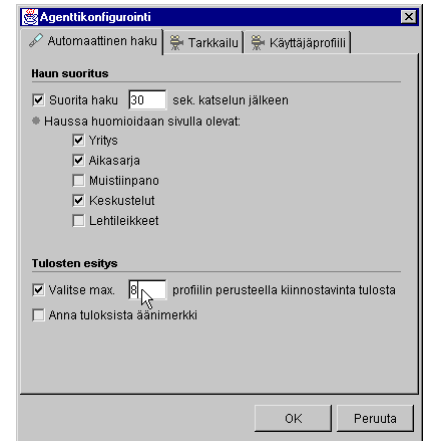 Agenttikonfigurointi
Automaattinen haku Tarkkailu Käyttäjäprofiili
Haun suoritus
Suorita haku 30 sek. katselun jälkeen
Haussa huomioidaan sivulla olevat:
Yritys
Aikasarja
Muistiinpano
Keskustelut
Lehtileikkeet
Tulosten esitys
Valitse max. 8 profiilin perusteella kiinnostavinta tulosta
Anna tuloksista äänimerkki
OK Peruuta